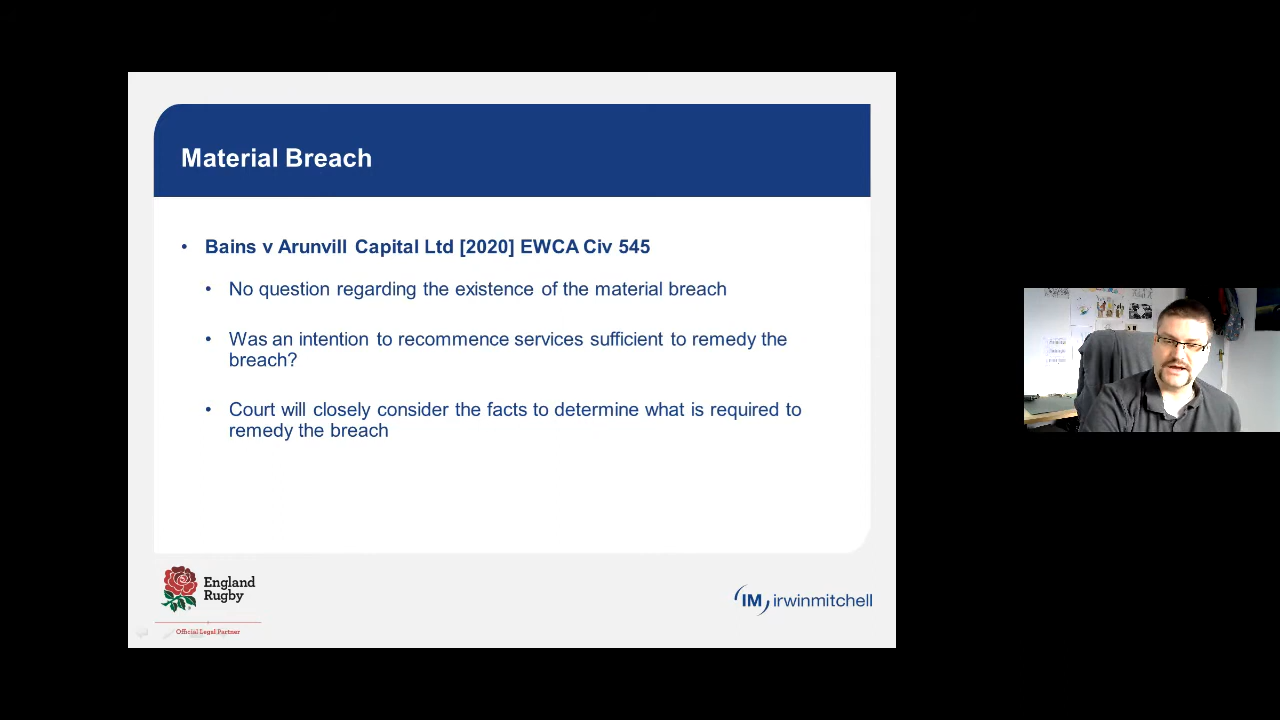 Material Breach
• Bains v Arunvill Capital Ltd [2020] EWCA Civ 545
• No question regarding the existence of the material breach
• Was an intention to recommence services sufficient to remedy the
breach?
• Court will closely consider the facts to determine what is required to
remedy the breach
England
Rugby
Official Legal Partner
IM irwinmitchell